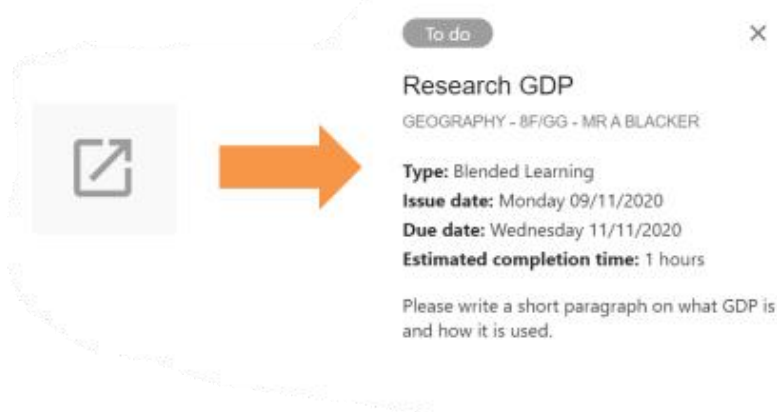 To do
Research GDP
GEOGRAPHY - 8F/GG - MR A BLACKER
Type: Blended Learning
Issue date: Monday 09/11/2020
Due date: Wednesday 11/11/2020
Estimated completion time: 1 hours
Please write a short paragraph on what GDP is
and how it is used.